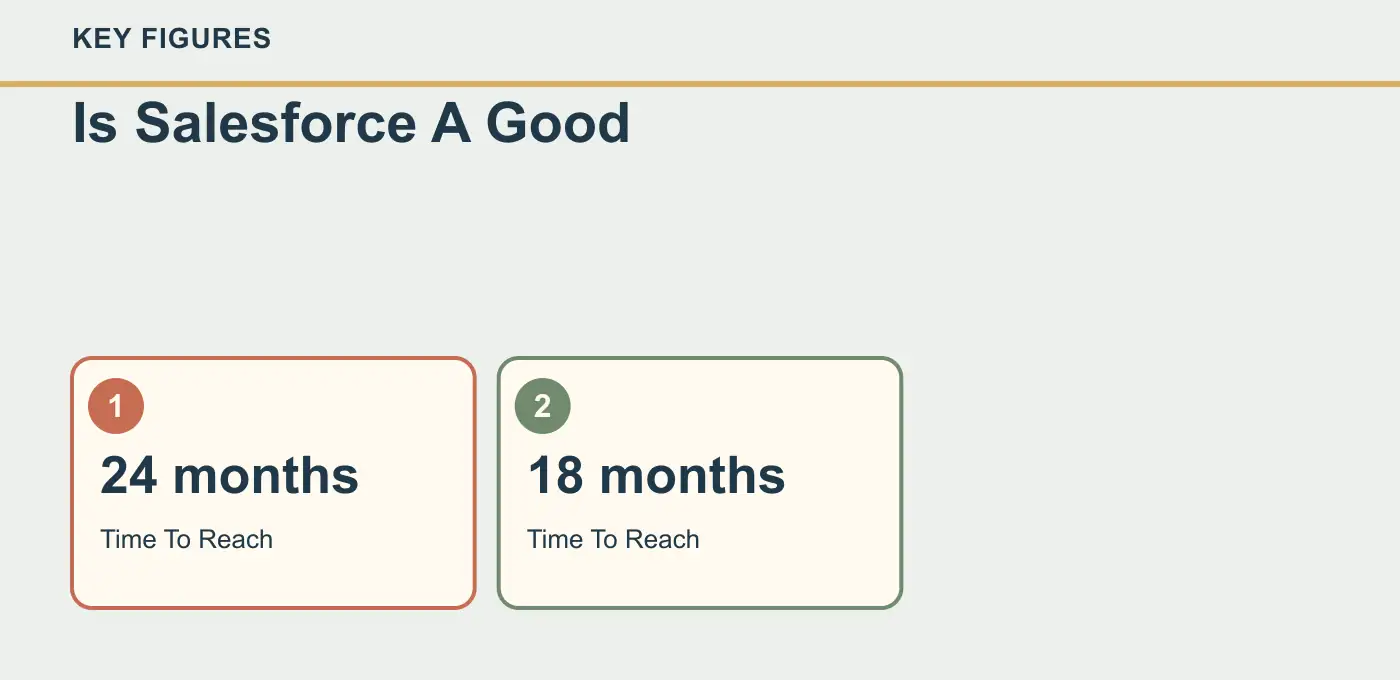 KEY FIGURES
Is Salesforce A Good
1
24 months
Time To Reach
2
18 months
Time To Reach